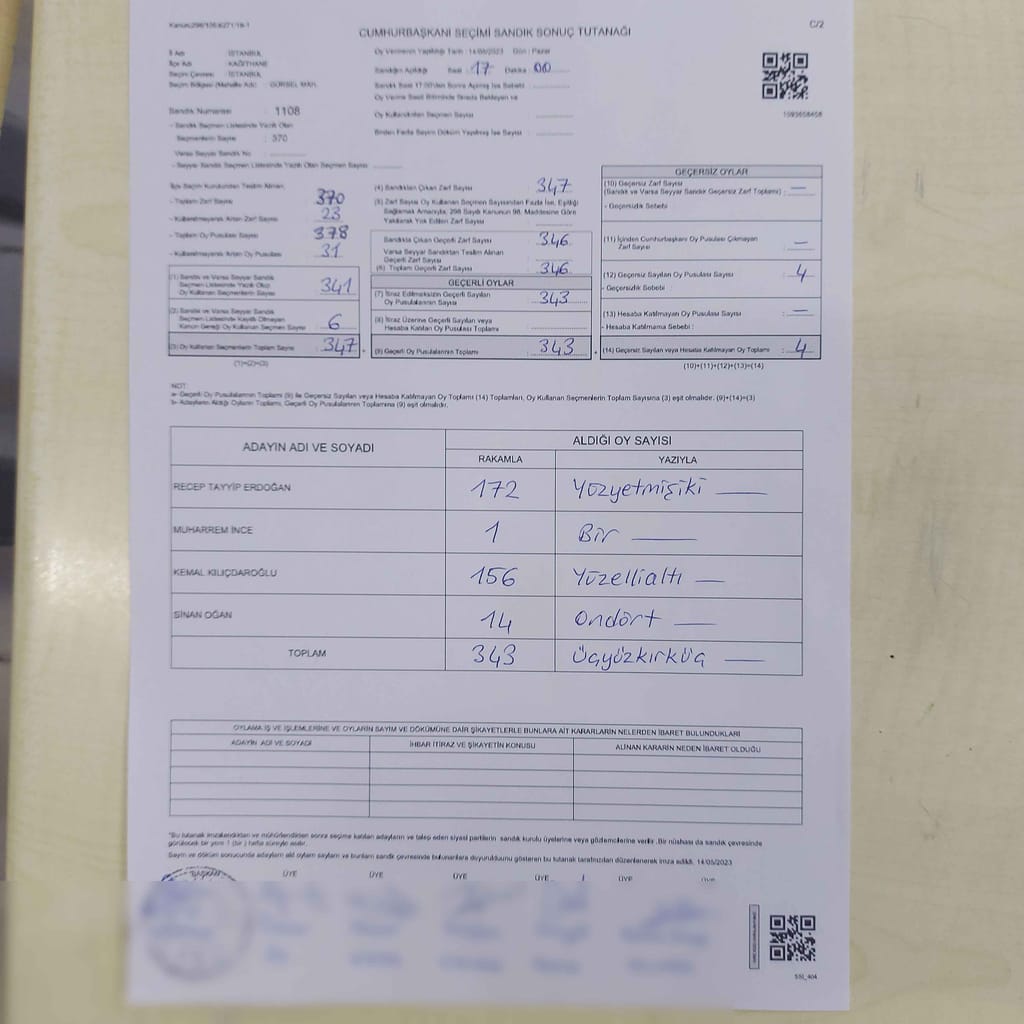 C/2
CUMHURBAŞKANI SEÇİMİ SANDIK SONUÇ TUTANAĞI
İl Adı : İSTANBUL
İlçe Adı : KAĞITHANE
Seçim Çevresi : İSTANBUL
Seçim Bölgesi (Mahalle Adı) : GÜRSEL MAH.
Oy Vermenin Yapıldığı Tarih : 14/05/2023 Gün : Pazar
Sandığın Açıldığı Saat : 17 Dakika : 00
Sandık Saat 17:00'den Sonra Açılmış İse Sebebi :
Oy Verme Saati Bitiminde Sırada Bekleyen ve
Oy Kullandırılan Seçmen Sayısı :
Birden Fazla Sayım Döküm Yapılmış İse Sayısı :
1593658458
Sandık Numarası : 1108
- Sandık Seçmen Listesinde Yazılı Olan
Seçmenlerin Sayısı : 370
Varsa Seyyar Sandık No :
- Seyyar Sandık Seçmen Listesinde Yazılı Olan Seçmen Sayısı :
İlçe Seçim Kurulundan Teslim Alınan
- Toplam Zarf Sayısı : 370
- Kullanılmayarak Artan Zarf Sayısı : 23
- Toplam Oy Pusulası Sayısı : 378
- Kullanılmayarak Artan Oy Pusulası : 31
(1) Sandık ve Varsa Seyyar Sandık
Seçmen Listesinde Yazılı Olup
Oy Kullanan Seçmenlerin Sayısı : 341
(2) Sandık ve Varsa Seyyar Sandık
Seçmen Listesinde Kayıtlı Olmayan
Kanun Gereği Oy Kullanan Seçmen Sayısı : 6
(3) Oy Kullanan Seçmenlerin Toplam Sayısı : 347
(1)+(2)=(3)
(4) Sandıktan Çıkan Zarf Sayısı : 347
(5) Zarf Sayısı Oy Kullanan Seçmen Sayısından Fazla İse, Eşitliği
Sağlamak Amacıyla, 298 Sayılı Kanunun 98. Maddesine Göre
Yakılarak Yok Edilen Zarf Sayısı :
Sandıkta Çıkan Geçerli Zarf Sayısı : 346
Varsa Seyyar Sandıktan Teslim Alınan
Geçerli Zarf Sayısı :
(6) Toplam Geçerli Zarf Sayısı : 346
GEÇERLİ OYLAR
(7) İtiraz Edilmeksizin Geçerli Sayılan
Oy Pusulalarının Sayısı : 343
(8) İtiraz Üzerine Geçerli Sayılan veya
Hesaba Katılan Oy Pusulası Toplamı :
(9) Geçerli Oy Pusulalarının Toplamı : 343
GEÇERSİZ OYLAR
(10) Geçersiz Zarf Sayısı
(Sandık ve Varsa Seyyar Sandık Geçersiz Zarf Toplamı) : —
- Geçersizlik Sebebi :
(11) İçinden Cumhurbaşkanı Oy Pusulası Çıkmayan
Zarf Sayısı : —
(12) Geçersiz Sayılan Oy Pusulası Sayısı : 4
- Geçersizlik Sebebi :
(13) Hesaba Katılmayan Oy Pusulası Sayısı : —
- Hesaba Katılmama Sebebi :
(14) Geçersiz Sayılan veya Hesaba Katılmayan Oy Toplamı : 4
(10)+(11)+(12)+(13)=(14)
NOT:
a- Geçerli Oy Pusulalarının Toplamı (9) ile Geçersiz Sayılan veya Hesaba Katılmayan Oy Toplamı (14) Toplamları, Oy Kullanan Seçmenlerin Toplam Sayısına (3) eşit olmalıdır. (9)+(14)=(3)
b- Adayların Aldığı Oyların Toplamı, Geçerli Oy Pusulalarının Toplamına (9) eşit olmalıdır.
ADAYIN ADI VE SOYADI ALDIĞI OY SAYISI
RAKAMLA YAZIYLA
RECEP TAYYİP ERDOĞAN 172 Yüzyetmişiki
MUHARREM İNCE 1 Bir
KEMAL KILIÇDAROĞLU 156 Yüzellialtı
SİNAN OĞAN 14 Ondört
TOPLAM 343 Üçyüzkırküç
OYLAMA İŞ VE İŞLEMLERİNE VE OYLARIN SAYIM VE DÖKÜMÜNE DAİR ŞİKAYETLERLE BUNLARA AİT KARARLARIN NELERDEN İBARET BULUNDUKLARI
ADAYIN ADI VE SOYADI İHBAR İTİRAZ VE ŞİKAYETİN KONUSU ALINAN KARARIN NEDEN İBARET OLDUĞU
*Bu tutanak imzalandıktan ve mühürlendikten sonra seçime katılan adayların ve talep eden siyasi partilerin sandık kurulu üyelerine veya gözlemcilerine verilir. Bir nüshası da sandık çevresinde
görülecek bir yere 1 (bir) hafta süreyle asılır.
Sayım ve döküm sonucunda adayların aldığı oyların sayılarını ve bunların sandık çevresinde bulunanlara duyurulduğunu gösteren bu tutanak tarafımızdan düzenlenerek imza edildi. 14/05/2023
BAŞKAN ÜYE ÜYE ÜYE ÜYE ÜYE ÜYE
SSİ_404